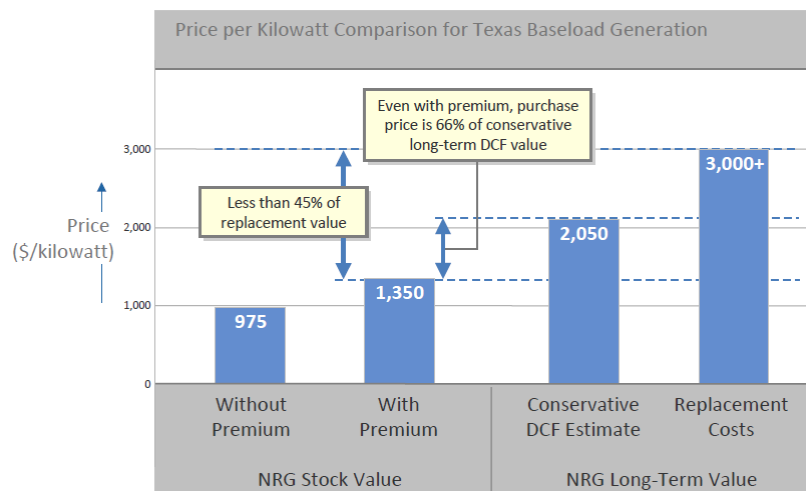 Price per Kilowatt Comparison for Texas Baseload Generation
Even with premium, purchase
price is 66% of conservative
long-term DCF value
Less than 45% of
replacement value
Price
($/kilowatt)
3,000
2,000
1,000
0
975
1,350
2,050
3,000+
Without
Premium
With
Premium
Conservative
DCF Estimate
Replacement
Costs
NRG Stock Value
NRG Long-Term Value